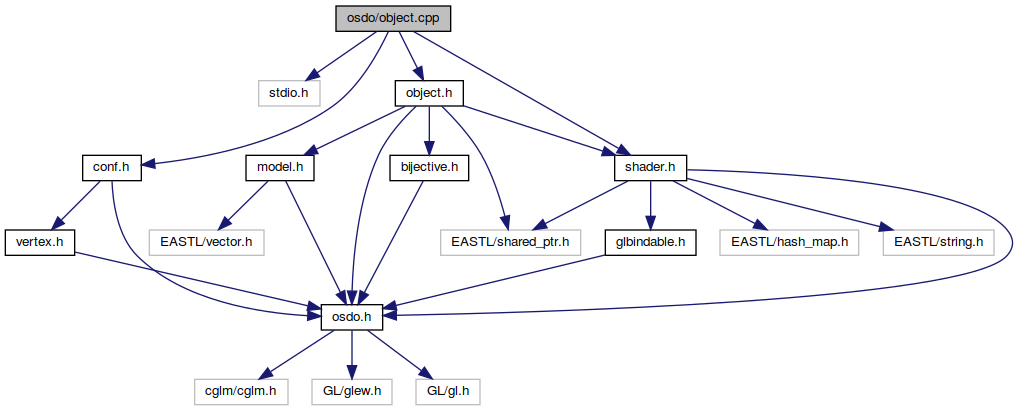 osdo/object.cpp
stdio.h
object.h
conf.h
model.h
bijective.h
shader.h
vertex.h
EASTL/vector.h
EASTL/shared_ptr.h
glbindable.h
EASTL/hash_map.h
EASTL/string.h
osdo.h
cglm/cglm.h
GL/glew.h
GL/gl.h